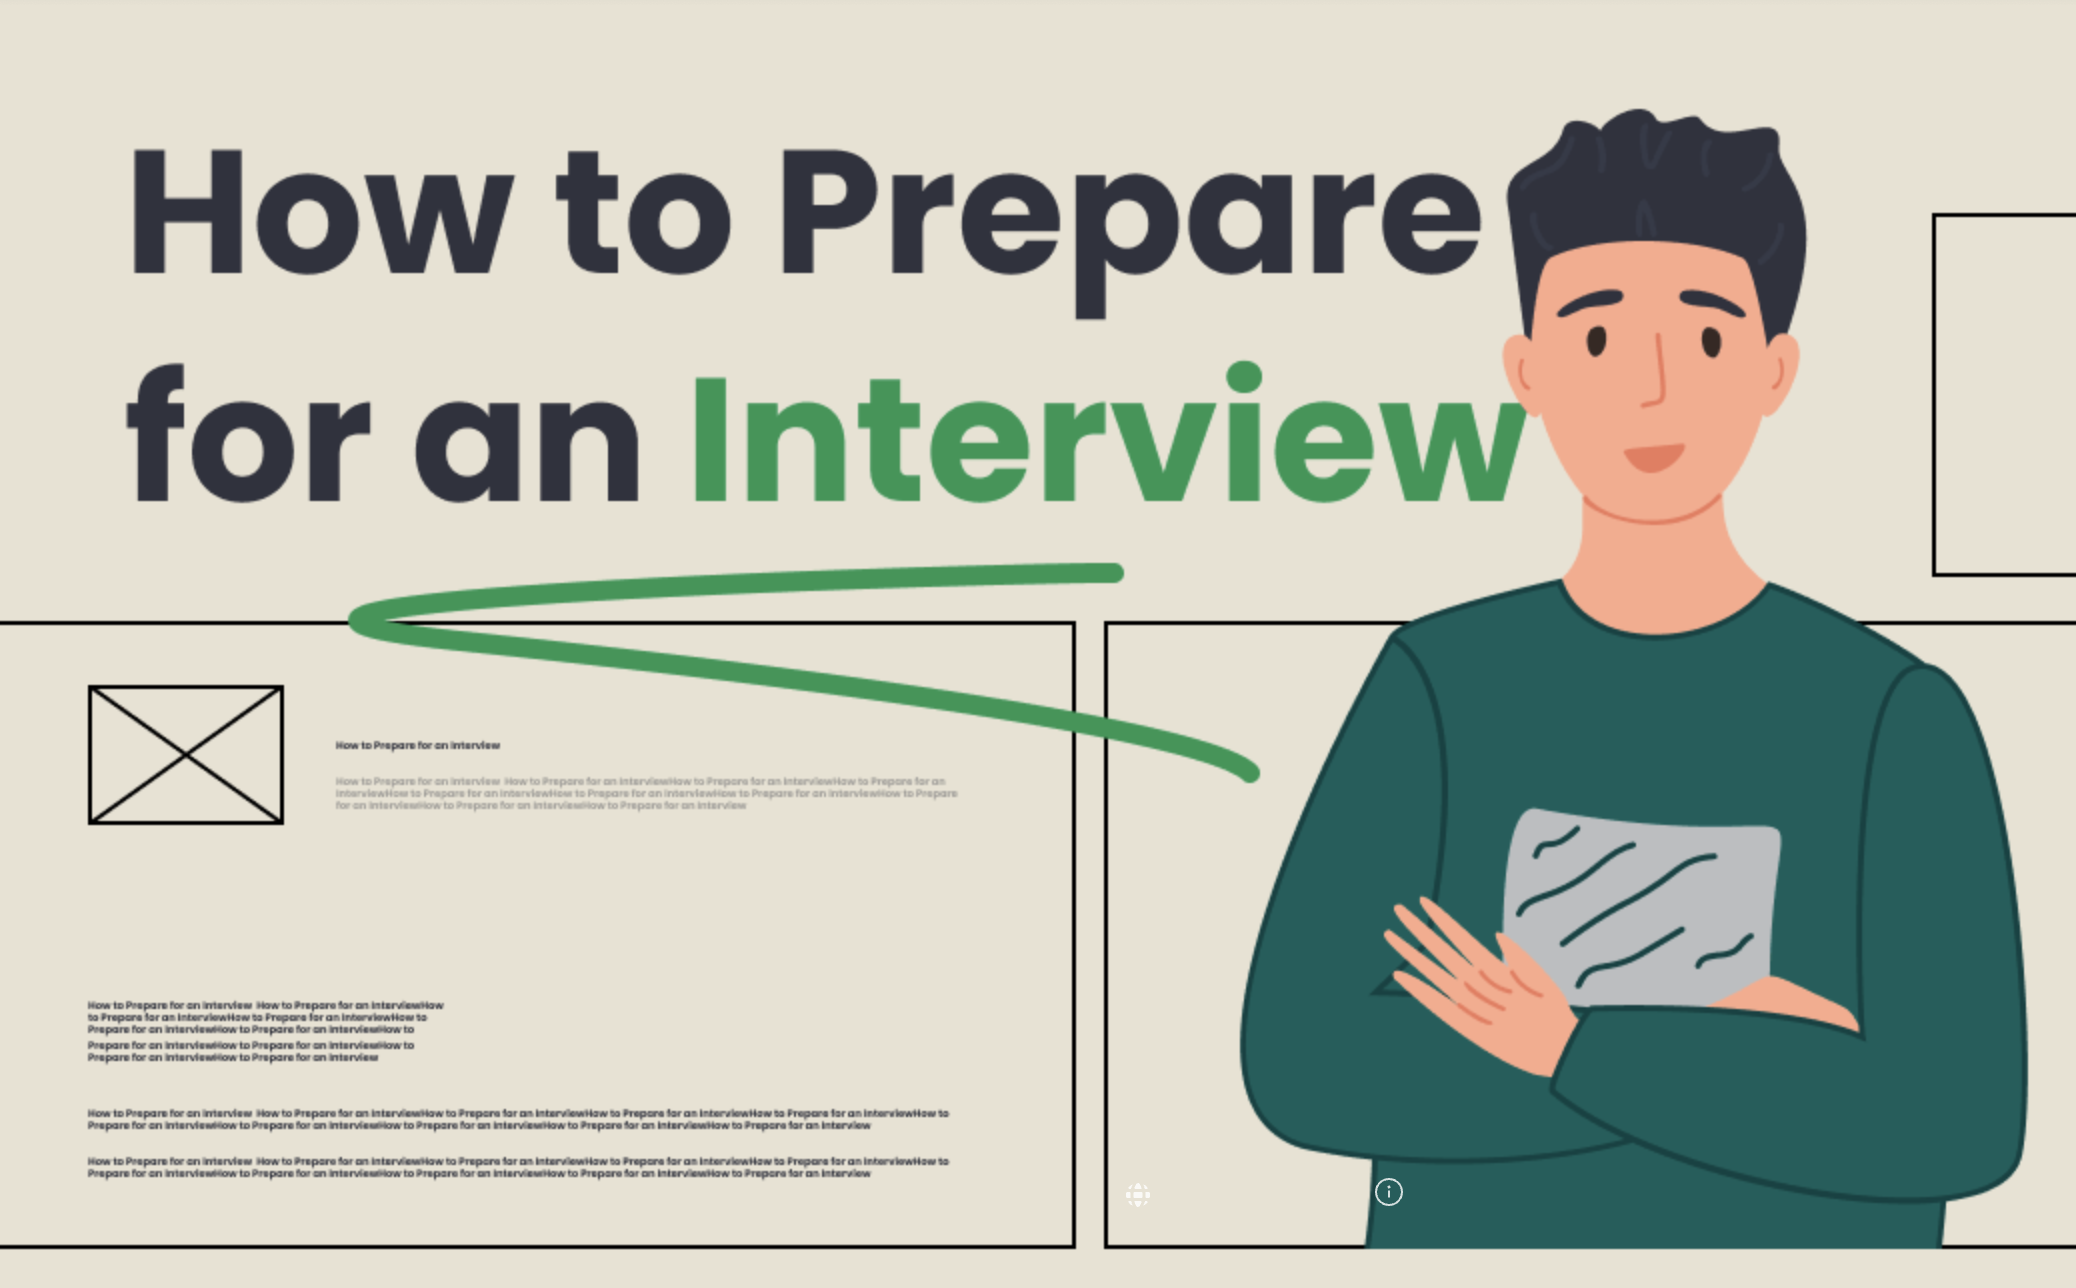 How to Prepare
for an Interview
How to Prepare for an Interview
How to Prepare for an Interview How to Prepare for an InterviewHow to Prepare for an InterviewHow to Prepare for an
InterviewHow to Prepare for an InterviewHow to Prepare for an InterviewHow to Prepare for an InterviewHow to Prepare
for an InterviewHow to Prepare for an InterviewHow to Prepare for an Interview
How to Prepare for an Interview How to Prepare for an InterviewHow
to Prepare for an InterviewHow to Prepare for an InterviewHow to
Prepare for an InterviewHow to Prepare for an InterviewHow to
Prepare for an InterviewHow to Prepare for an InterviewHow to
Prepare for an InterviewHow to Prepare for an Interview
How to Prepare for an Interview How to Prepare for an InterviewHow to Prepare for an InterviewHow to Prepare for an InterviewHow to Prepare for an InterviewHow to
Prepare for an InterviewHow to Prepare for an InterviewHow to Prepare for an InterviewHow to Prepare for an InterviewHow to Prepare for an Interview
How to Prepare for an Interview How to Prepare for an InterviewHow to Prepare for an InterviewHow to Prepare for an InterviewHow to Prepare for an InterviewHow to
Prepare for an InterviewHow to Prepare for an InterviewHow to Prepare for an InterviewHow to Prepare for an InterviewHow to Prepare for an Interview